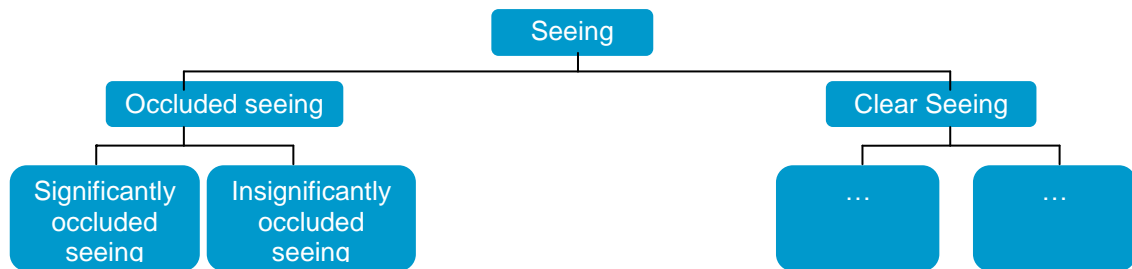 Seeing
Occluded seeing
Clear Seeing
Significantly
occluded
seeing
Insignificantly
occluded
seeing
…
…